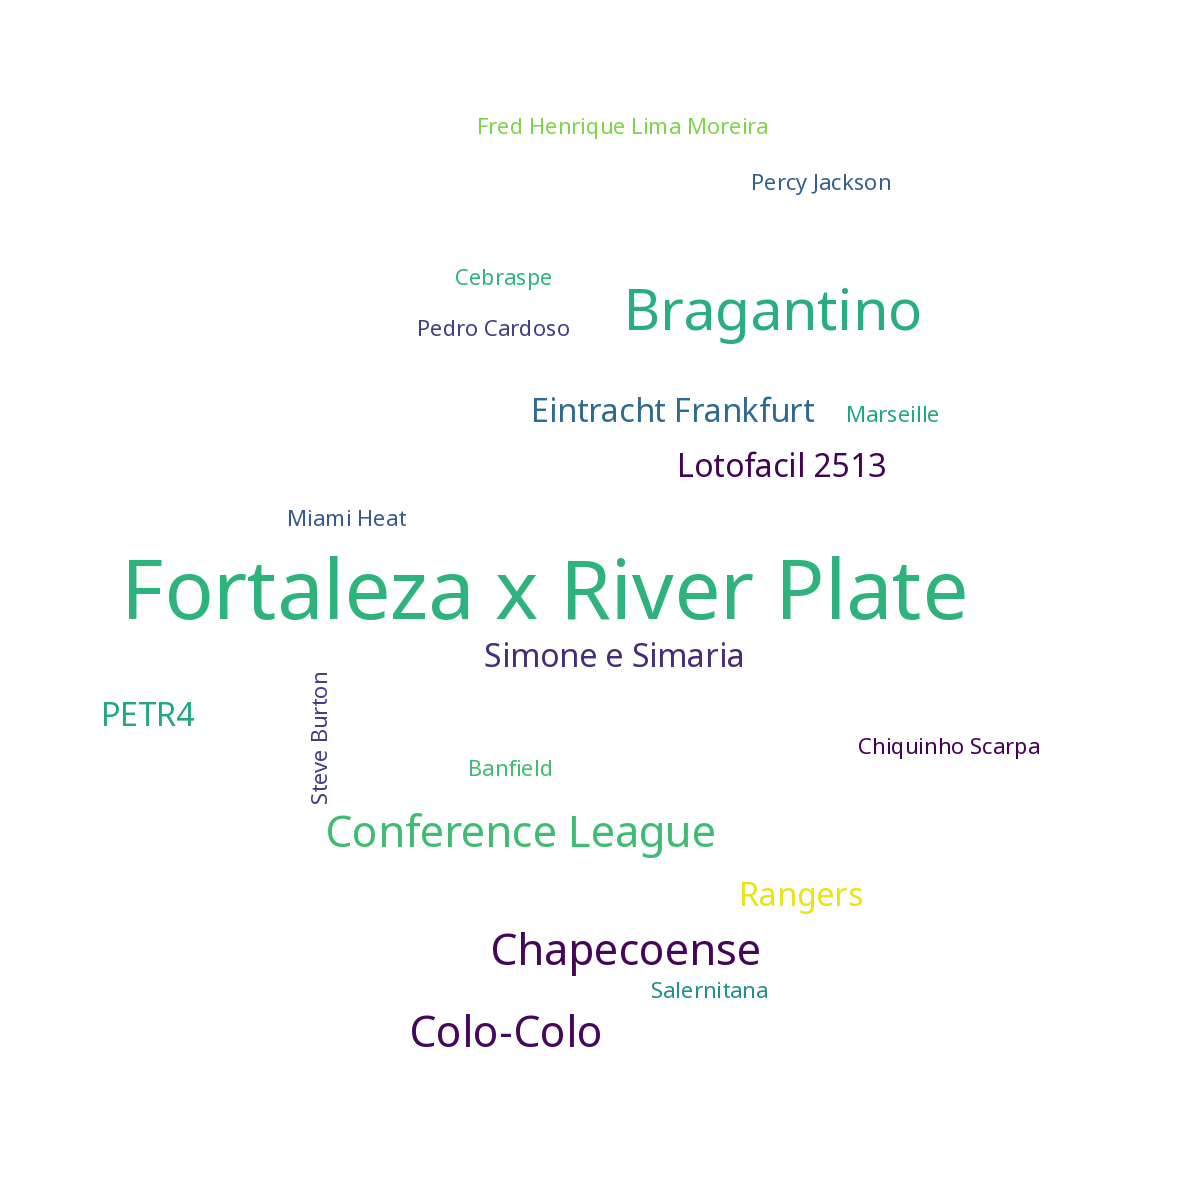 Fred Henrique Lima Moreira
Percy Jackson
Cebraspe
Bragantino
Pedro Cardoso
Eintracht Frankfurt
Marseille
Lotofacil 2513
Miami Heat
Fortaleza x River Plate
Simone e Simaria
PETR4
Steve Burton
Chiquinho Scarpa
Banfield
Conference League
Rangers
Chapecoense
Salernitana
Colo-Colo